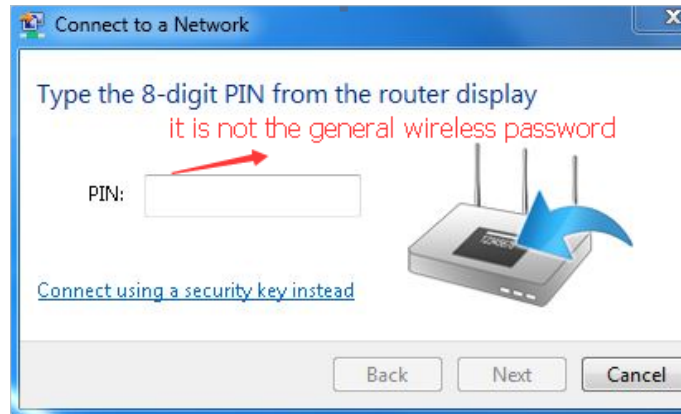 Connect to a Network
X
Type the 8-digit PIN from the router display
it is not the general wireless password
PIN:
12345670
Connect using a security key instead
Back
Next
Cancel